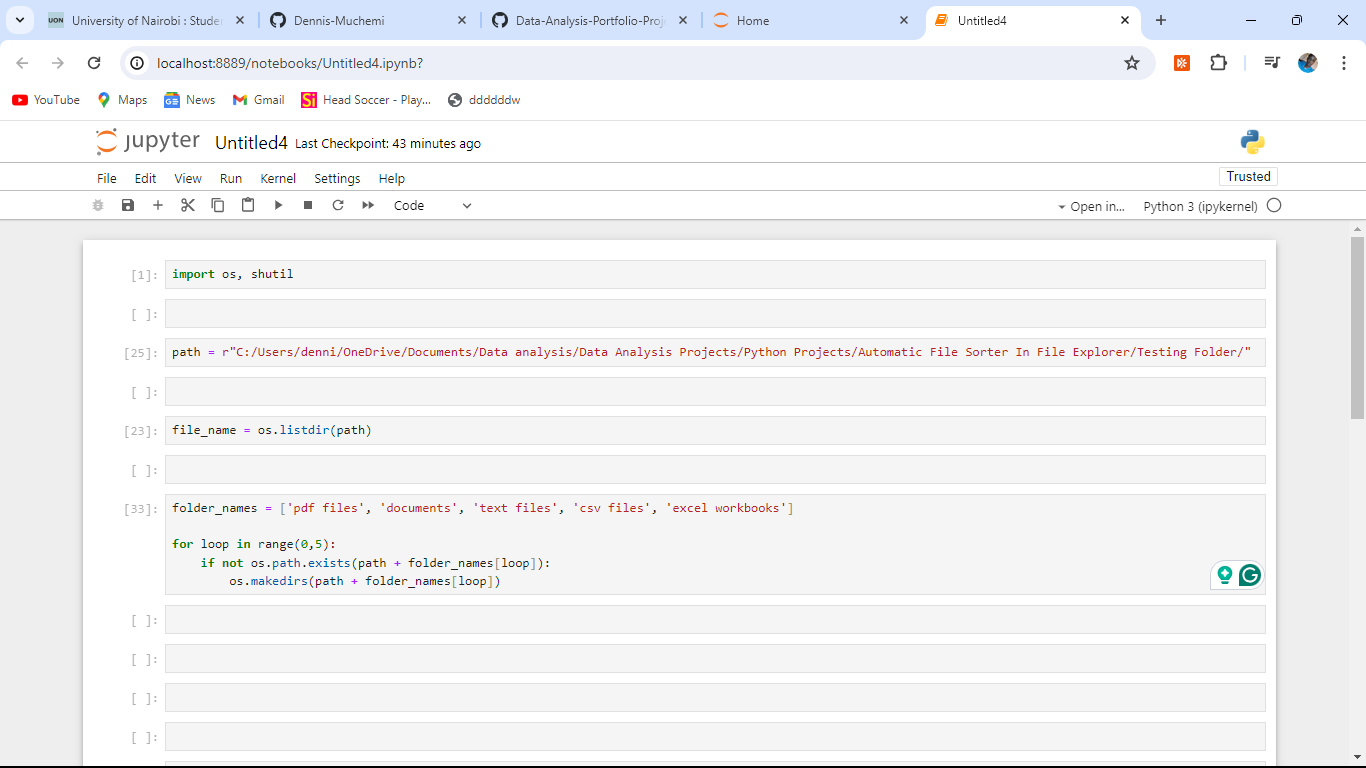 University of Nairobi : Stude
Dennis-Muchemi
Data-Analysis-Portfolio-Proj
Home
Untitled4
localhost:8889/notebooks/Untitled4.ipynb?
YouTube
Maps
News
Gmail
Head Soccer - Play...
ddddddw
jupyter Untitled4 Last Checkpoint: 43 minutes ago
File Edit View Run Kernel Settings Help
Trusted
Code
Open in...
Python 3 (ipykernel)
[1]: import os, shutil
[ ]:
[25]: path = r"C:/Users/denni/OneDrive/Documents/Data analysis/Data Analysis Projects/Python Projects/Automatic File Sorter In File Explorer/Testing Folder/"
[ ]:
[23]: file_name = os.listdir(path)
[ ]:
[33]: folder_names = ['pdf files', 'documents', 'text files', 'csv files', 'excel workbooks']
for loop in range(0,5):
    if not os.path.exists(path + folder_names[loop]):
        os.makedirs(path + folder_names[loop])
[ ]:
[ ]:
[ ]:
[ ]: